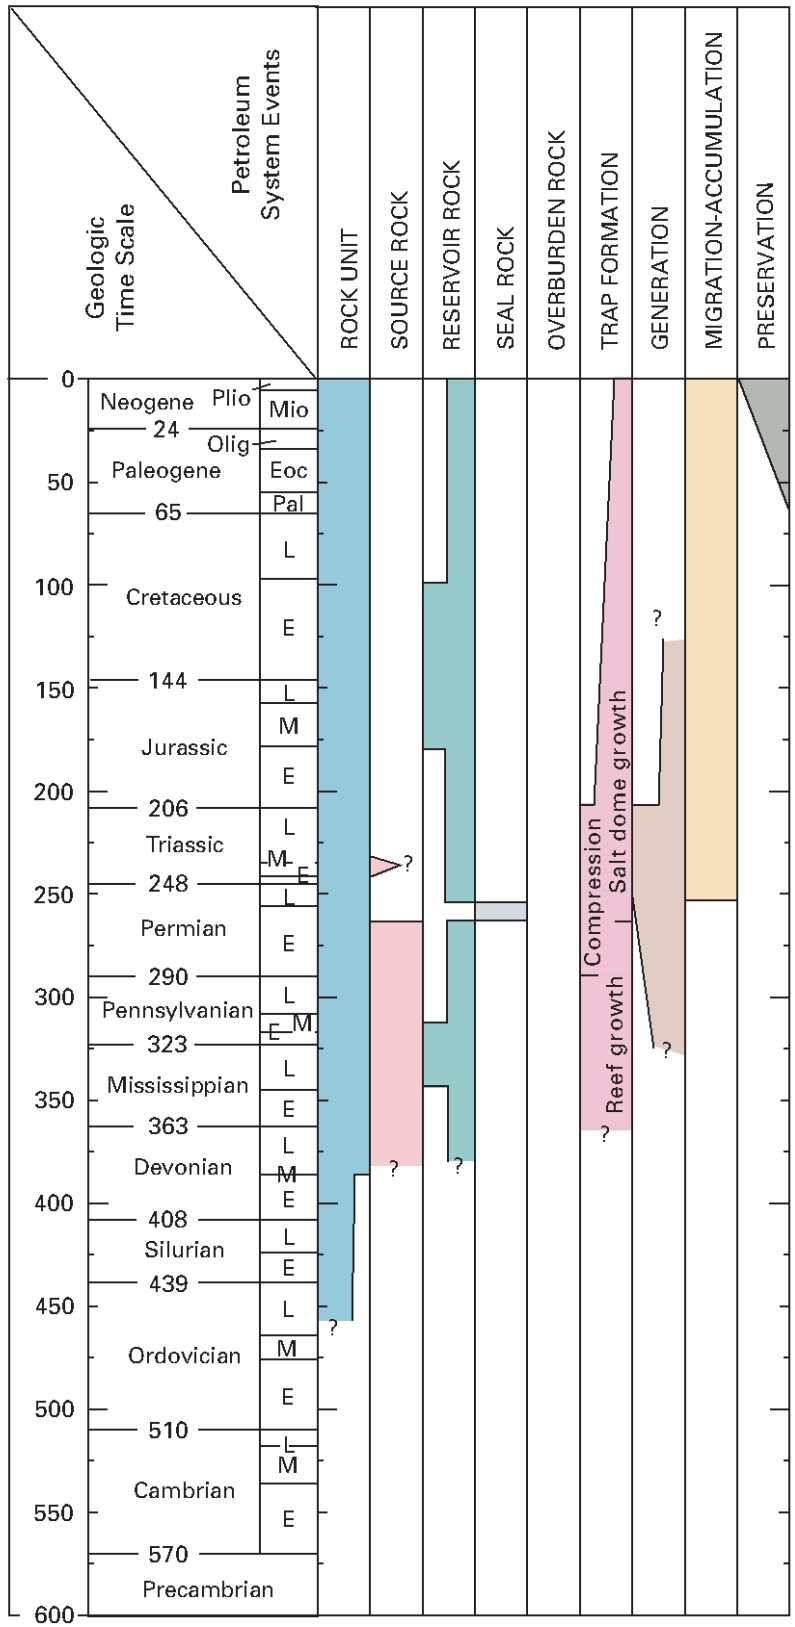 Geologic
Time Scale
Petroleum
System Events
ROCK UNIT
SOURCE ROCK
RESERVOIR ROCK
SEAL ROCK
OVERBURDEN ROCK
TRAP FORMATION
GENERATION
MIGRATION-ACCUMULATION
PRESERVATION
0
Neogene
Plio
Mio
24
Olig
Paleogene
Eoc
50
Pal
65
L
100
Cretaceous
?
E
144
150
L
M
Jurassic
E
200
206
L
Triassic
M
?
E
248
250
L
Permian
E
Compression
Salt dome growth
290
300
L
Pennsylvanian
M
E
323
?
L
Reef growth
Mississippian
350
E
363
?
L
Devonian
?
?
M
E
400
408
L
Silurian
E
439
450
L
?
M
Ordovician
E
500
510
L
M
Cambrian
550
E
570
Precambrian
600